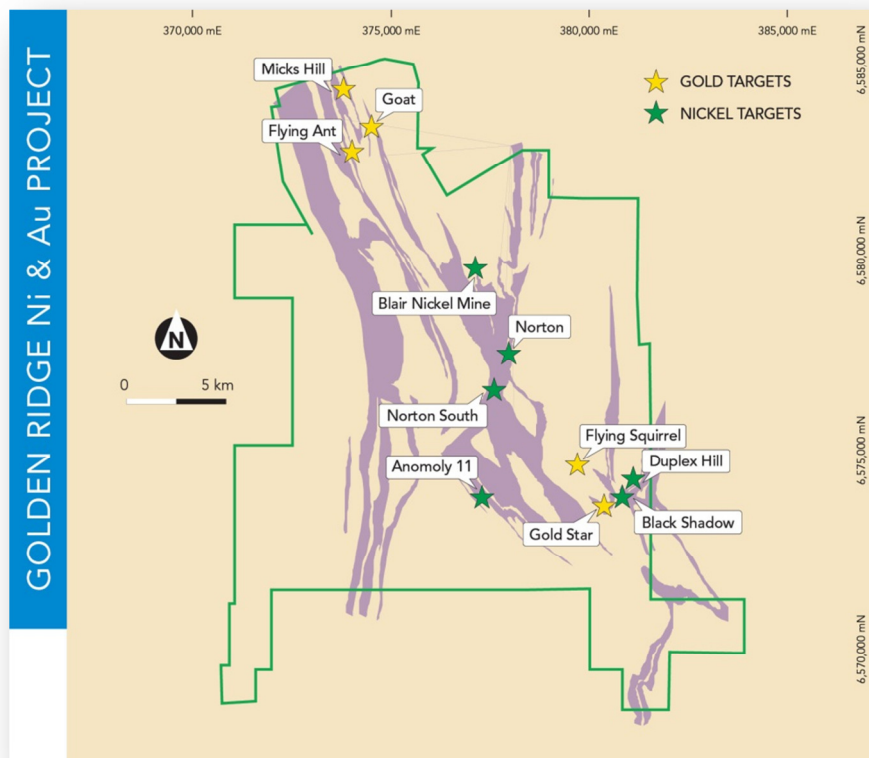 GOLDEN RIDGE Ni & Au PROJECT
370,000 mE
375,000 mE
380,000 mE
385,000 mE
6,585,000 mN
6,580,000 mN
6,575,000 mN
6,570,000 mN
GOLD TARGETS
NICKEL TARGETS
Micks Hill
Goat
Flying Ant
Blair Nickel Mine
Norton
N
0 5 km
Norton South
Flying Squirrel
Anomoly 11
Duplex Hill
Black Shadow
Gold Star